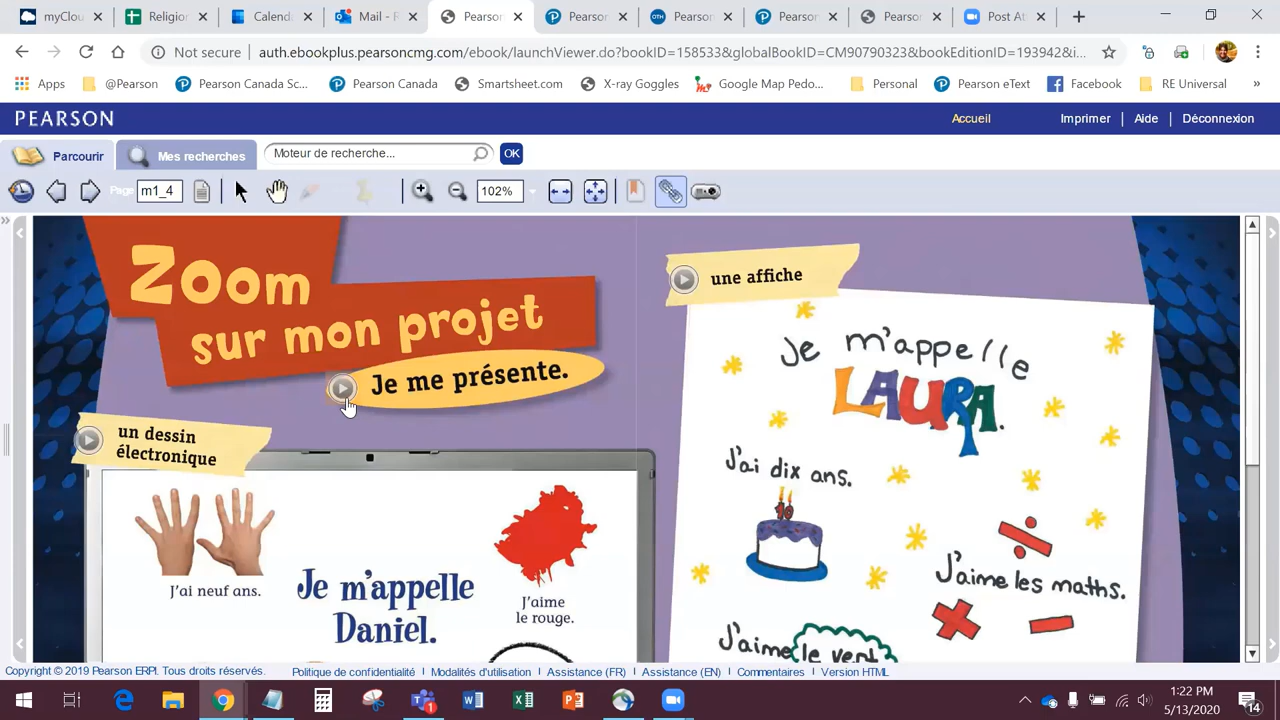 myClou
Religion
Calend
Mail - R
Pearson
Pearson
Pearson
Pearson
Pearson
Post At
Not secure
auth.ebookplus.pearsoncmg.com/ebook/launchViewer.do?bookID=158533&globalBookID=CM90790323&bookEditionID=193942&i...
Apps
@Pearson
Pearson Canada Sc...
Pearson Canada
Smartsheet.com
X-ray Goggles
Google Map Pedo...
Personal
Pearson eText
Facebook
RE Universal
PEARSON
Accueil
Imprimer
Aide
Déconnexion
Parcourir
Mes recherches
Moteur de recherche...
OK
Page
m1_4
102%
Zoom
sur mon projet
Je me présente.
un dessin
électronique
J'ai neuf ans.
Je m'appelle
Daniel.
J'aime
le rouge.
une affiche
Je m'appelle
LAURA.
J'ai dix ans.
10
J'aime les maths.
J'aime le vert
Copyright © 2019 Pearson ERPI. Tous droits réservés.
Politique de confidentialité
Modalités d'utilisation
Assistance (FR)
Assistance (EN)
Commentaires
Version HTML
1:22 PM
5/13/2020
14